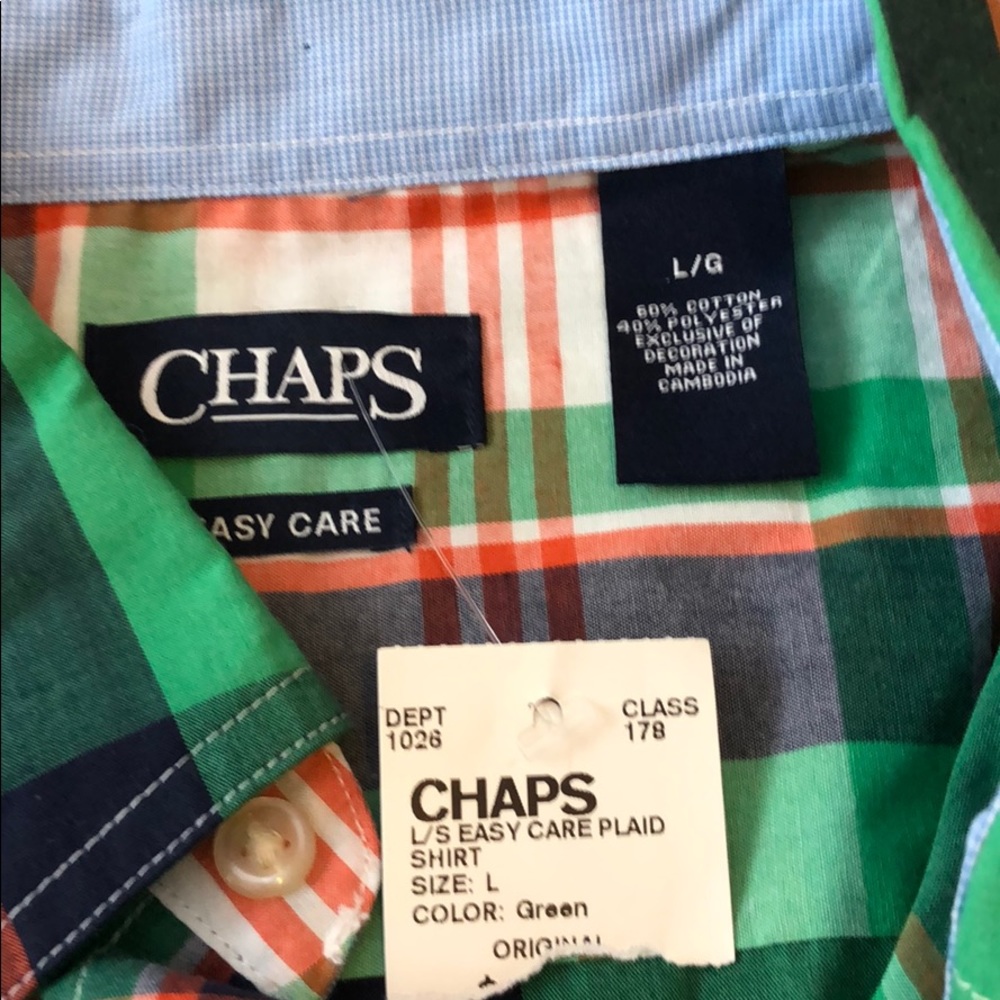 CHAPS
EASY CARE
L/G
60% COTTON
40% POLYESTER
EXCLUSIVE OF
DECORATION
MADE IN
CAMBODIA
DEPT
1026
CLASS
178
CHAPS
L/S EASY CARE PLAID
SHIRT
SIZE: L
COLOR: Green
ORIGINAL